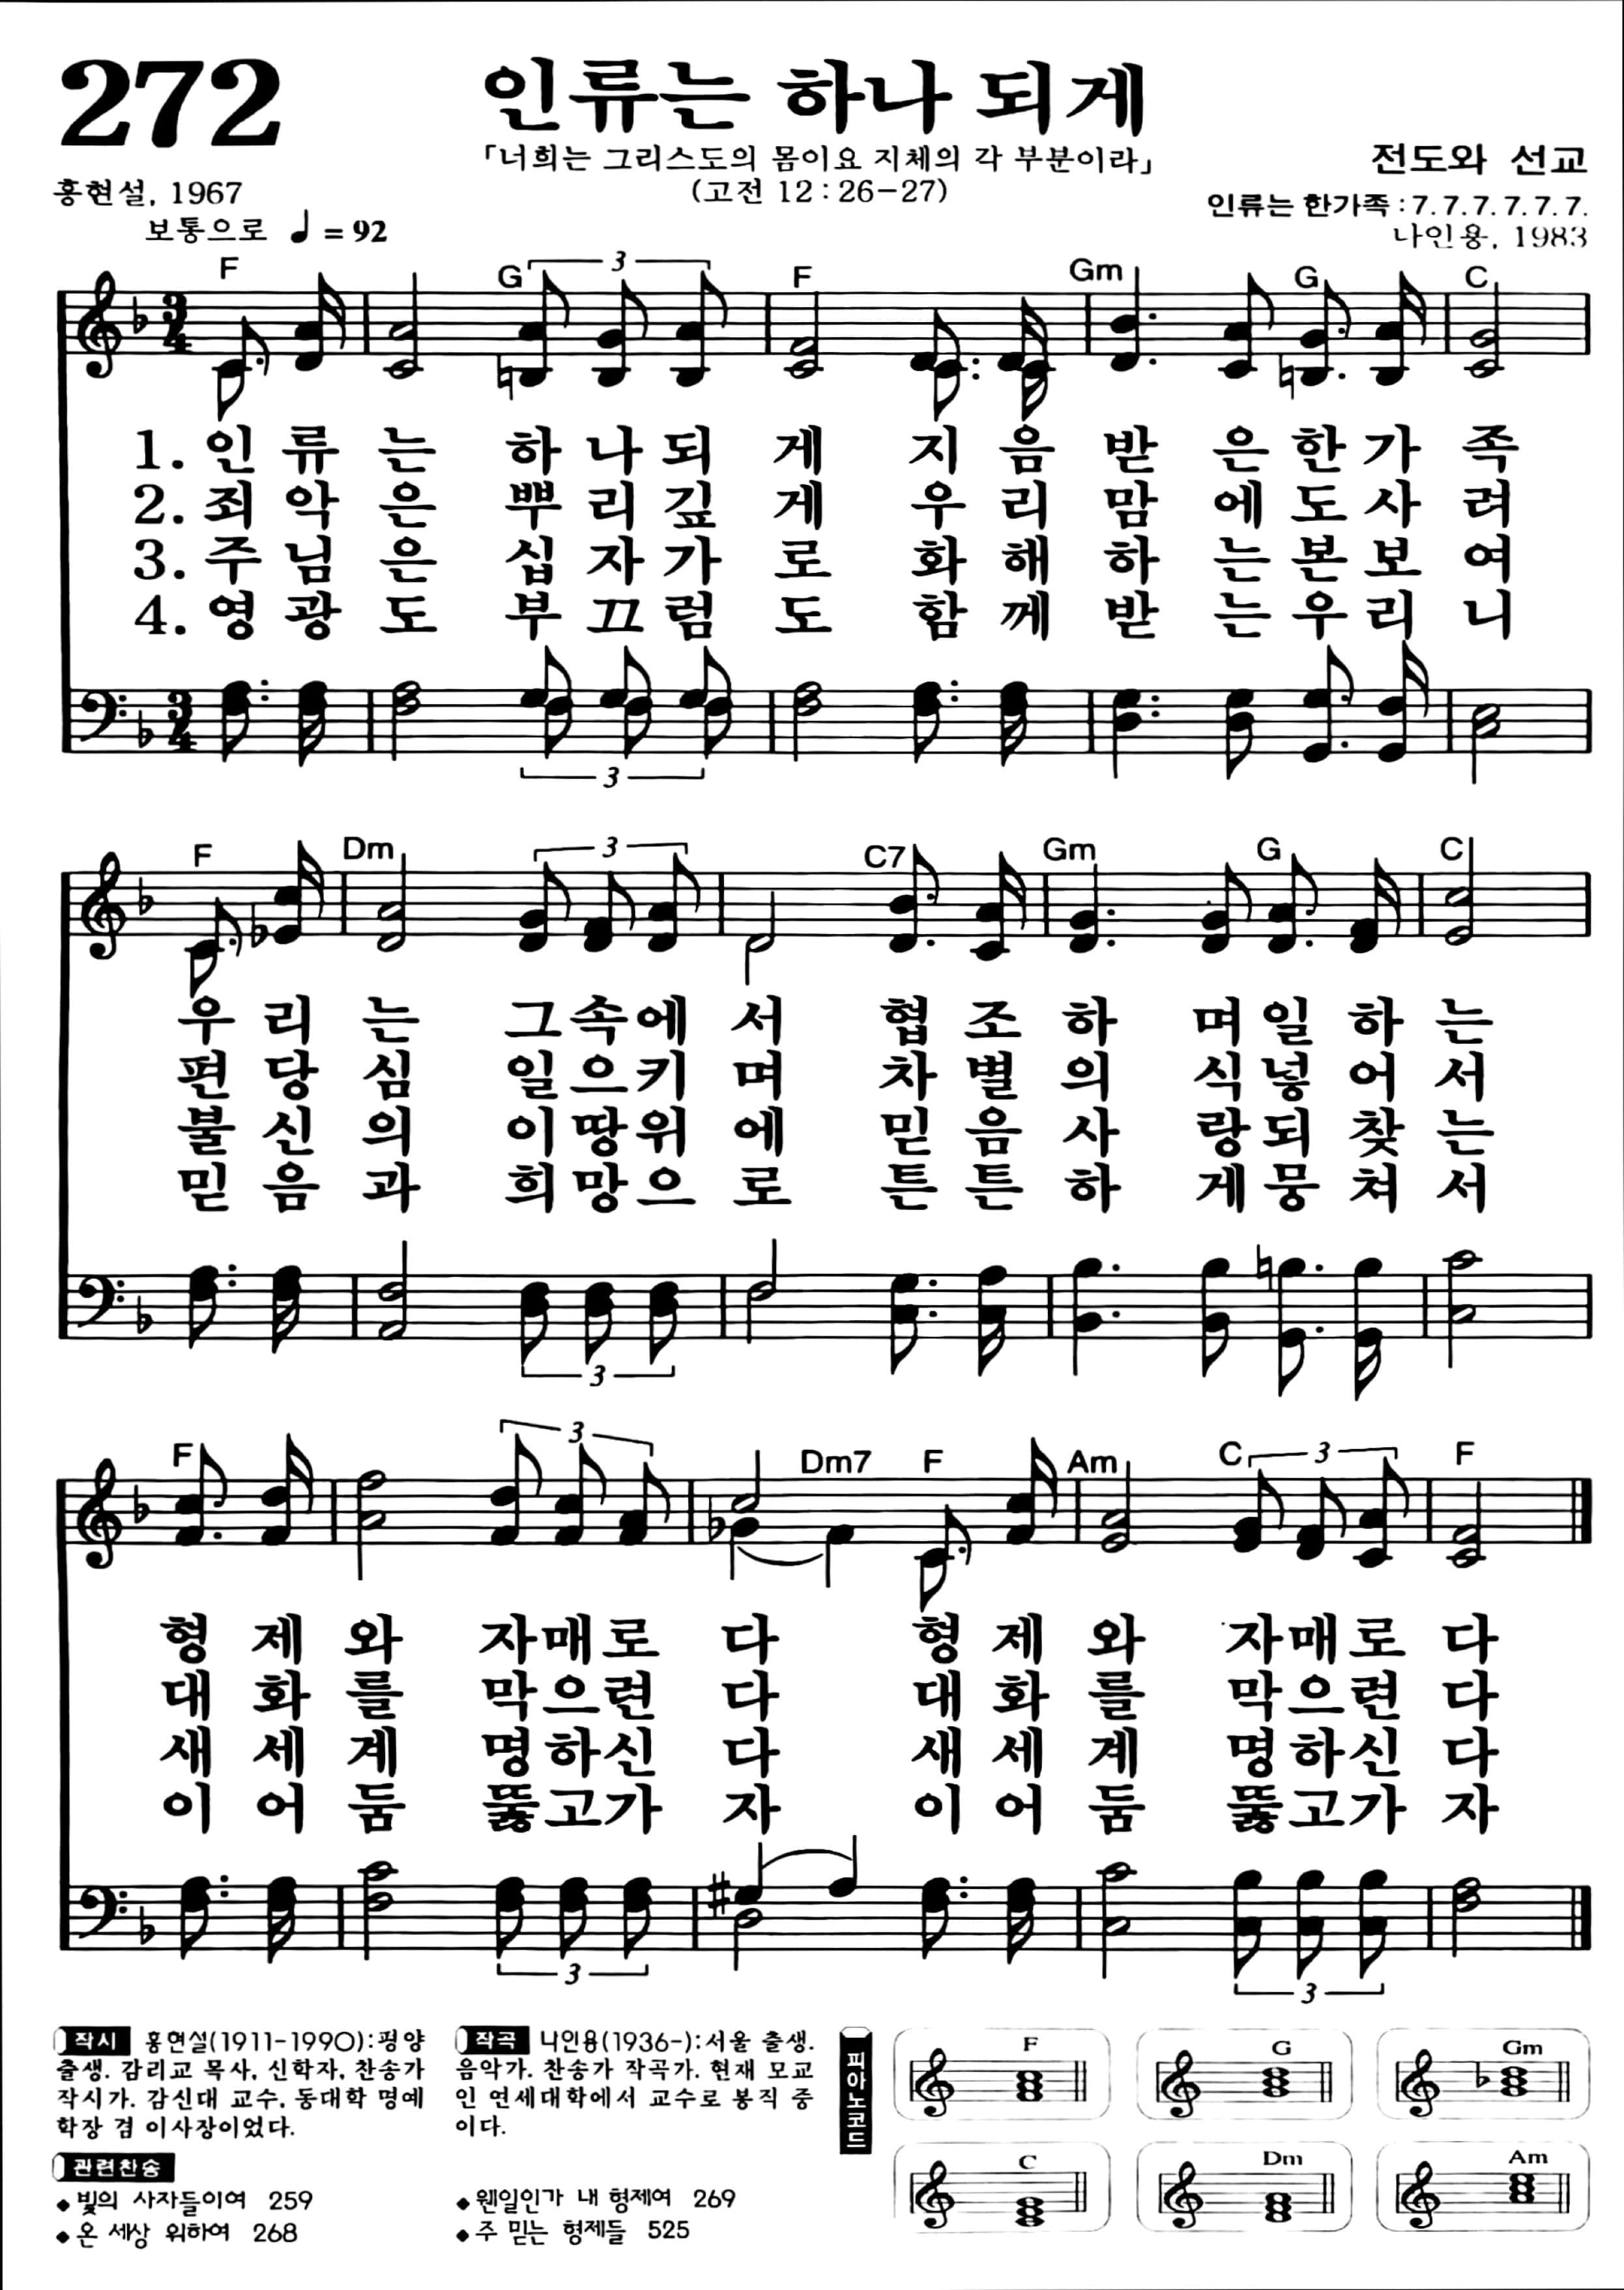 272
인류는 하나 되게
「너희는 그리스도의 몸이요 지체의 각 부분이라」
(고전 12 : 26-27)
전도와 선교
홍현설, 1967
보통으로 ♩ = 92
인류는 한가족 : 7. 7. 7. 7. 7. 7.
나인용, 1983
F G 3 F Gm G C
3/4
1. 인 류 는 하 나 되 게 지 음 받 은 한 가 족
2. 죄 악 은 뿌 리 깊 게 우 리 맘 에 도 사 려
3. 주 님 은 십 자 가 로 화 해 하 는 본 보 여
4. 영 광 도 부 끄 럼 도 함 께 받 는 우 리 니
3/4
3
F Dm 3 C7 Gm G C
우 리 는 그 속 에 서 협 조 하 며 일 하 는
편 당 심 일 으 키 며 차 별 의 식 넣 어 서
불 신 의 이 땅 위 에 믿 음 사 랑 되 찾 는
믿 음 과 희 망 으 로 튼 튼 하 게 뭉 쳐 서
3
F 3 Dm7 F Am C 3 F
형 제 와 자 매 로 다 형 제 와 자 매 로 다
대 화 를 막 으 련 다 대 화 를 막 으 련 다
새 세 계 명 하 신 다 새 세 계 명 하 신 다
이 어 둠 뚫 고 가 자 이 어 둠 뚫 고 가 자
3 3
작시 홍현설(1911-1990):평양
출생. 감리교 목사, 신학자, 찬송가
작시가. 감신대 교수, 동대학 명예
학장 겸 이사장이었다.
작곡 나인용(1936-):서울 출생.
음악가. 찬송가 작곡가. 현재 모교
인 연세대학에서 교수로 봉직 중
이다.
관련찬송
◆ 빛의 사자들이여 259
◆ 온 세상 위하여 268
◆ 웬일인가 내 형제여 269
◆ 주 믿는 형제들 525
피아노코드
F G Gm
C Dm Am